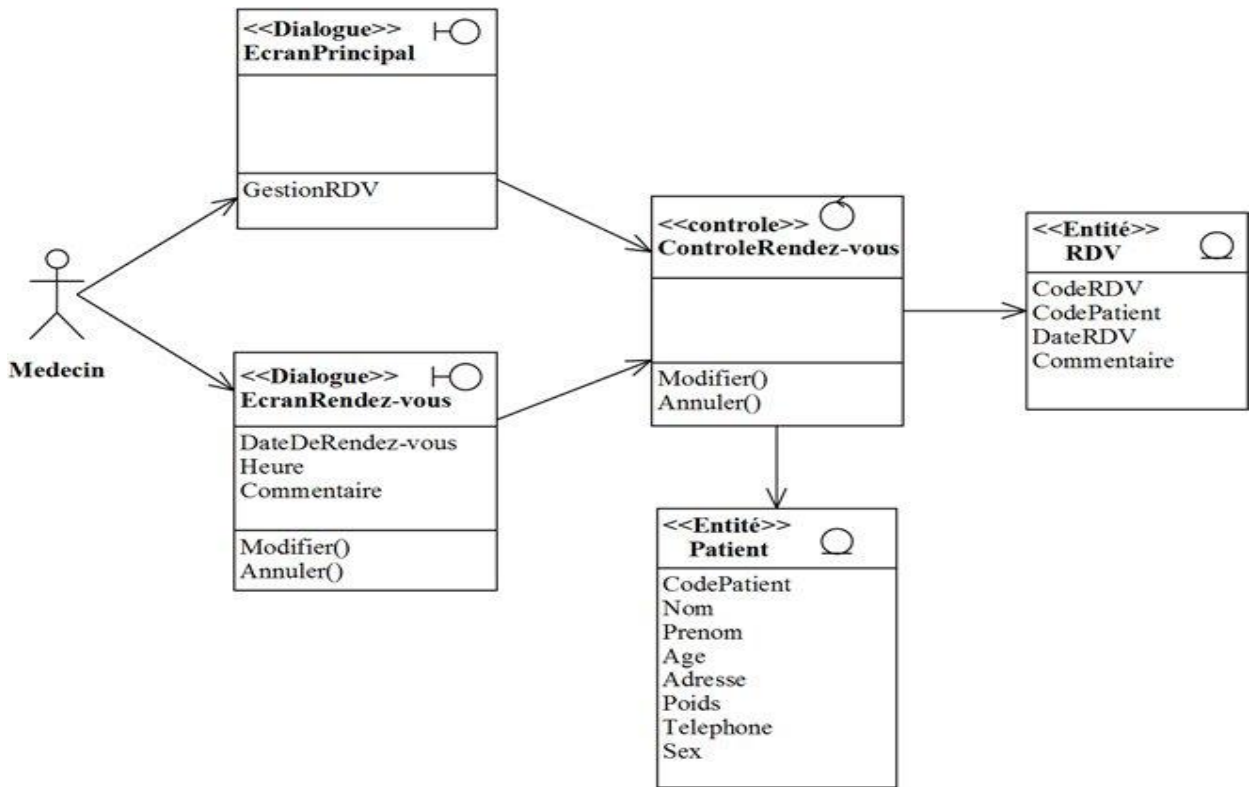 <<Dialogue>>
EcranPrincipal
GestionRDV
Medecin
<<Dialogue>>
EcranRendez-vous
DateDeRendez-vous
Heure
Commentaire
Modifier()
Annuler()
<<controle>>
ControleRendez-vous
Modifier()
Annuler()
<<Entité>>
RDV
CodeRDV
CodePatient
DateRDV
Commentaire
<<Entité>>
Patient
CodePatient
Nom
Prenom
Age
Adresse
Poids
Telephone
Sex